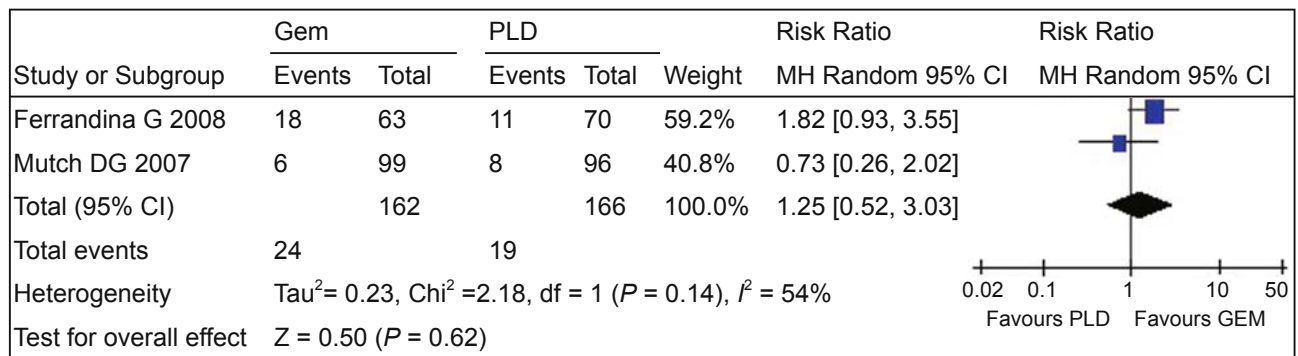 Gem PLD Risk Ratio Risk Ratio
Study or Subgroup Events Total Events Total Weight MH Random 95% CI MH Random 95% CI
Ferrandina G 2008 18 63 11 70 59.2% 1.82 [0.93, 3.55]
Mutch DG 2007 6 99 8 96 40.8% 0.73 [0.26, 2.02]
Total (95% CI) 162 166 100.0% 1.25 [0.52, 3.03]
Total events 24 19
Heterogeneity Tau²= 0.23, Chi² =2.18, df = 1 (P = 0.14), I² = 54%
0.02 0.1 1 10 50
Favours PLD Favours GEM
Test for overall effect Z = 0.50 (P = 0.62)